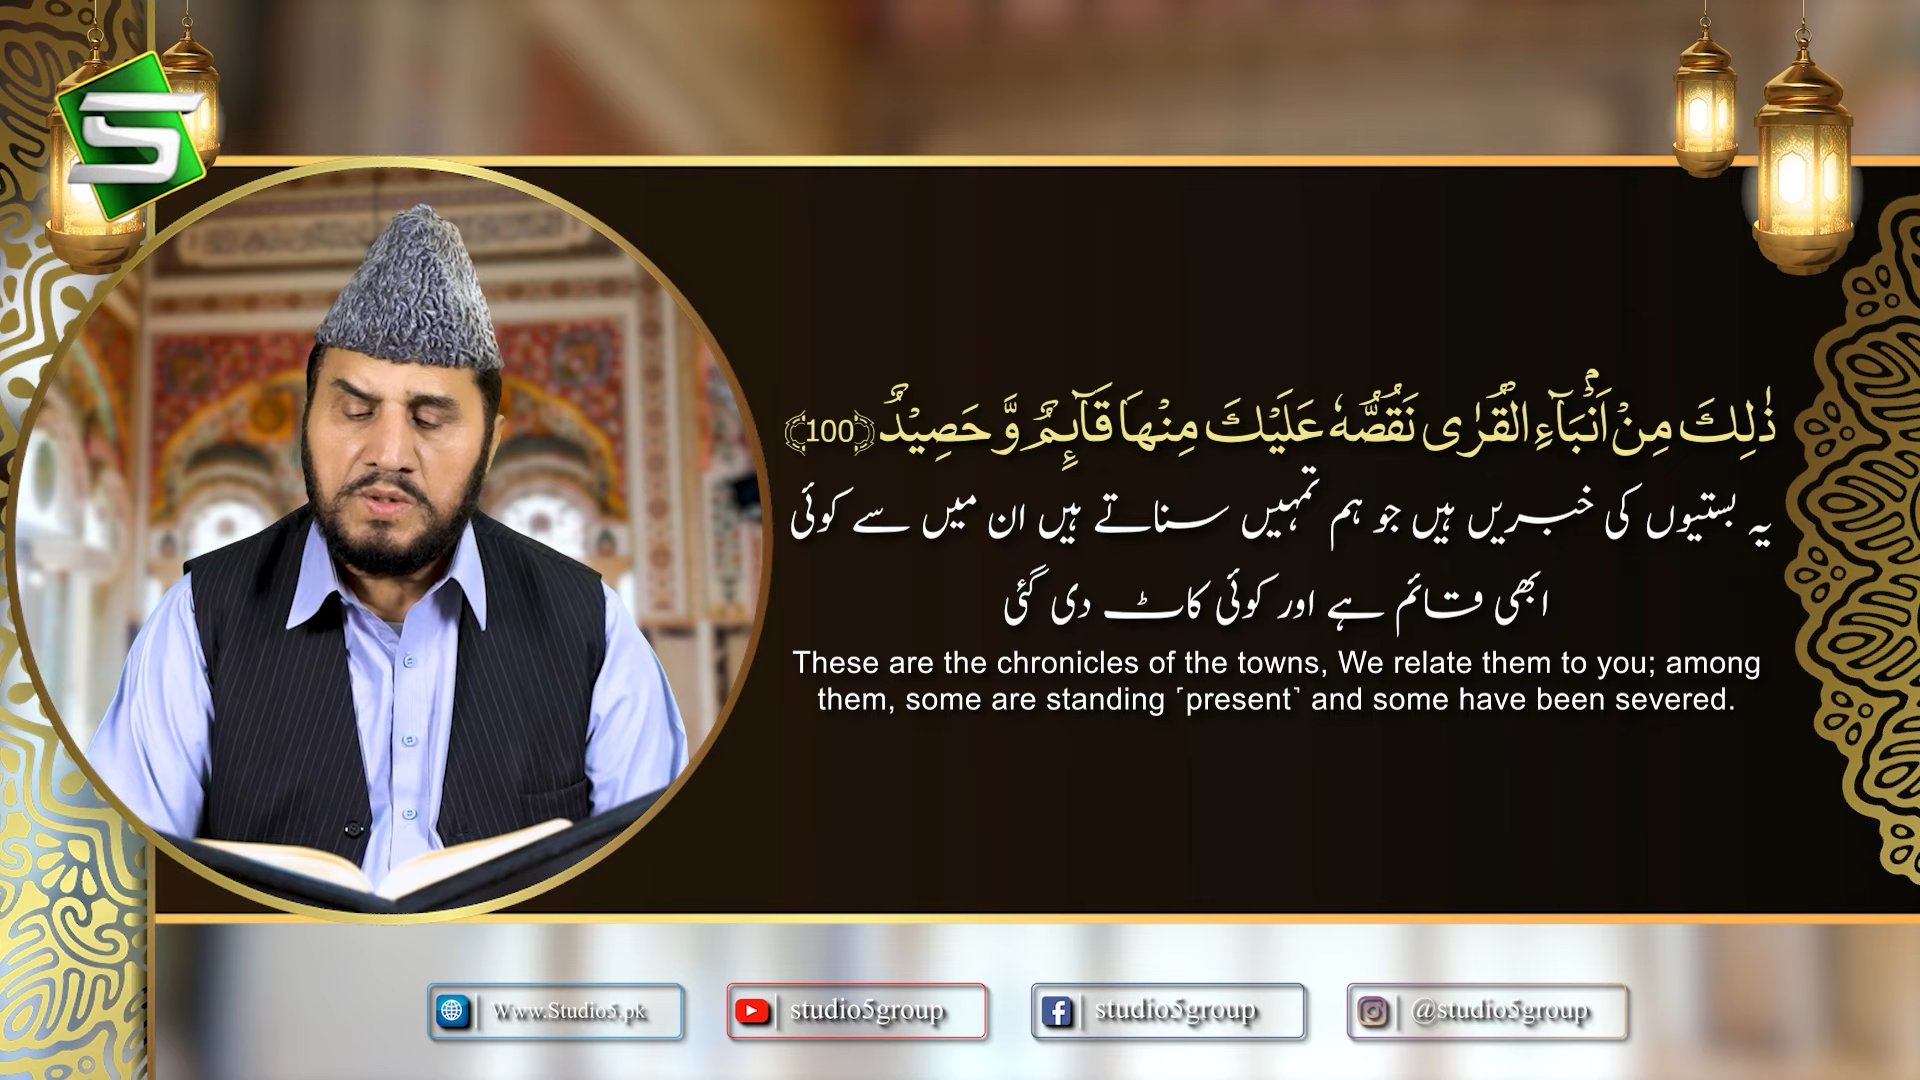 ذٰلِكَ مِنْ اَنْۢبَآءِ الْقُرٰى نَقُصُّهٗ عَلَیْكَ مِنْهَا قَآىٕمٌ وَّ حَصِیْدٌ ﴿100﴾
یہ بستیوں کی خبریں ہیں جو ہم تمہیں سناتے ہیں ان میں سے کوئی
ابھی قائم ہے اور کوئی کاٹ دی گئی
These are the chronicles of the towns, We relate them to you; among
them, some are standing ˹present˺ and some have been severed.
Www.Studio5.pk
studio5group
studio5group
@studio5group